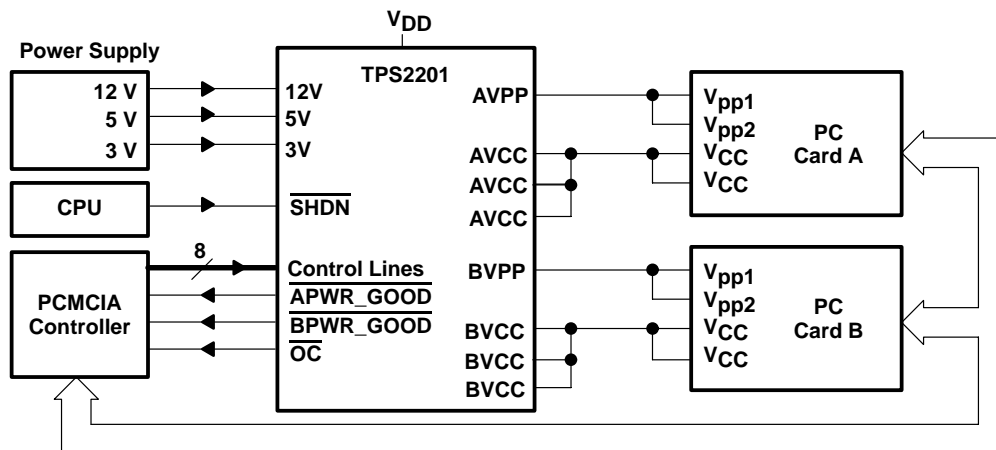 VDD
Power Supply
12 V
5 V
3 V
CPU
8
PCMCIA
Controller
TPS2201
12V
5V
3V
SHDN
Control Lines
APWR_GOOD
BPWR_GOOD
OC
AVPP
AVCC
AVCC
AVCC
BVPP
BVCC
BVCC
BVCC
Vpp1
Vpp2
VCC
VCC
PC
Card A
Vpp1
Vpp2
VCC
VCC
PC
Card B